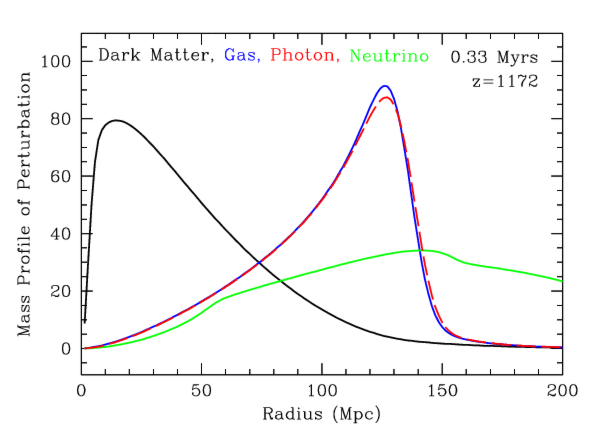 Dark Matter, Gas, Photon, Neutrino 0.33 Myrs
z=1172
Mass Profile of Perturbation
100
80
60
40
20
0
0 50 100 150 200
Radius (Mpc)